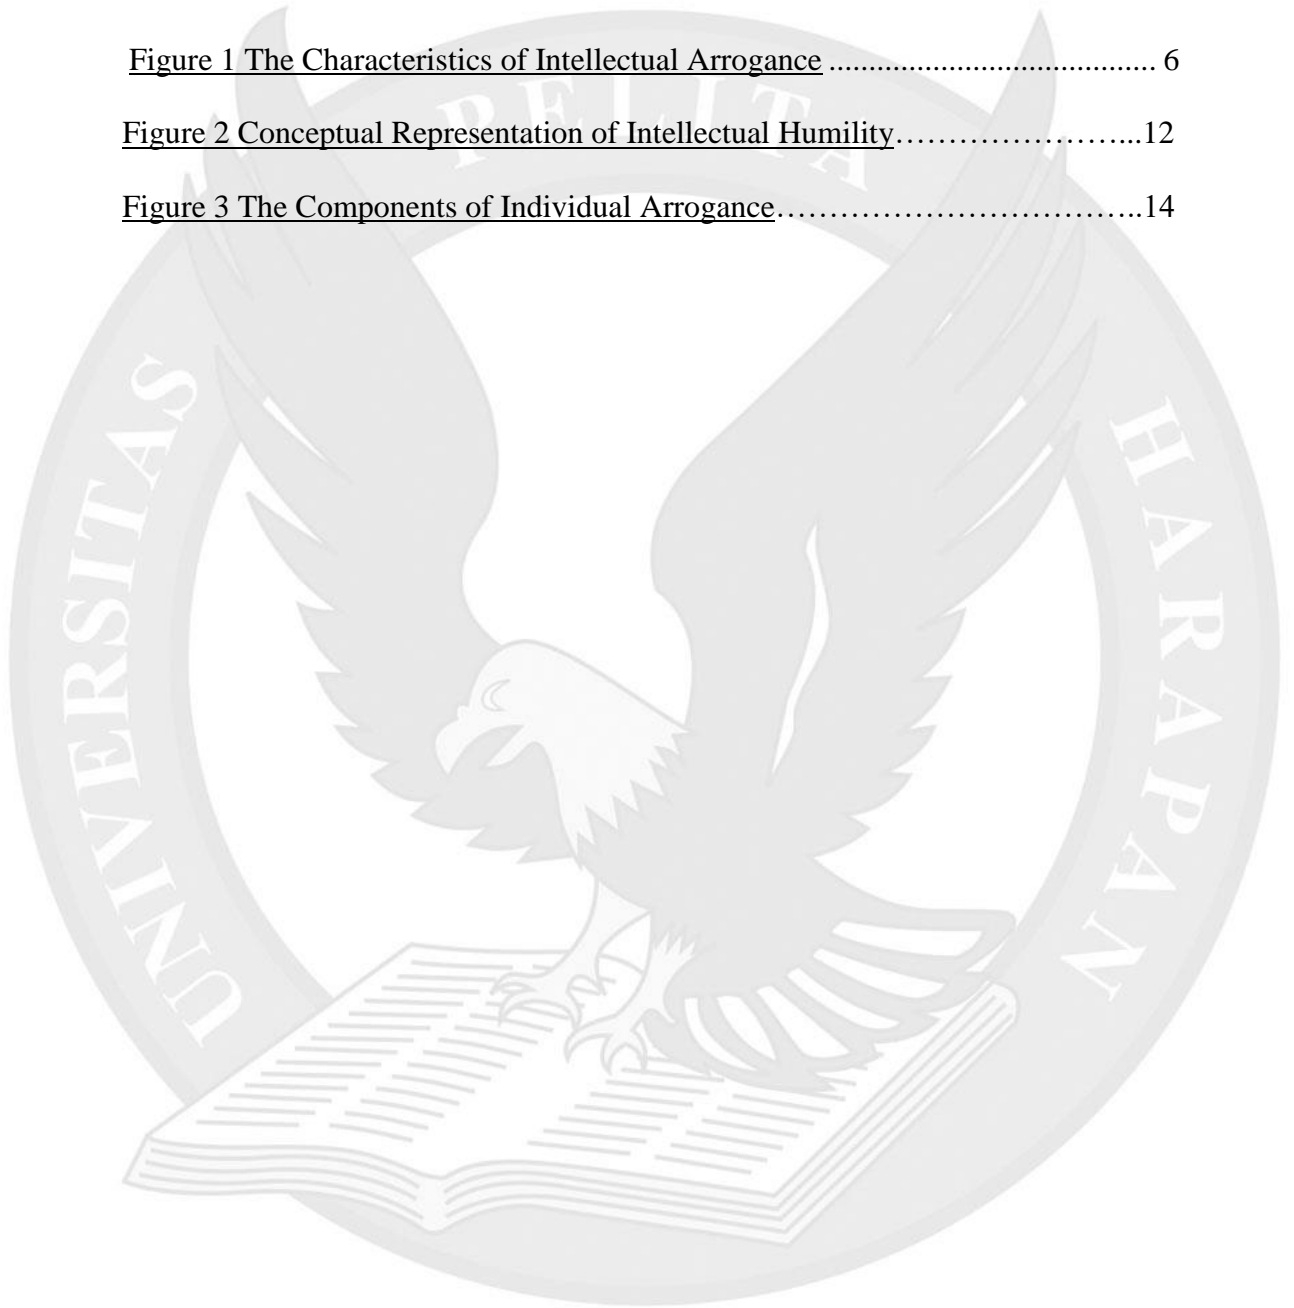 Figure 1 The Characteristics of Intellectual Arrogance ......................................... 6
Figure 2 Conceptual Representation of Intellectual Humility…………………...12
Figure 3 The Components of Individual Arrogance……………………………..14
UNIVERSITAS PELITA HARAPAN